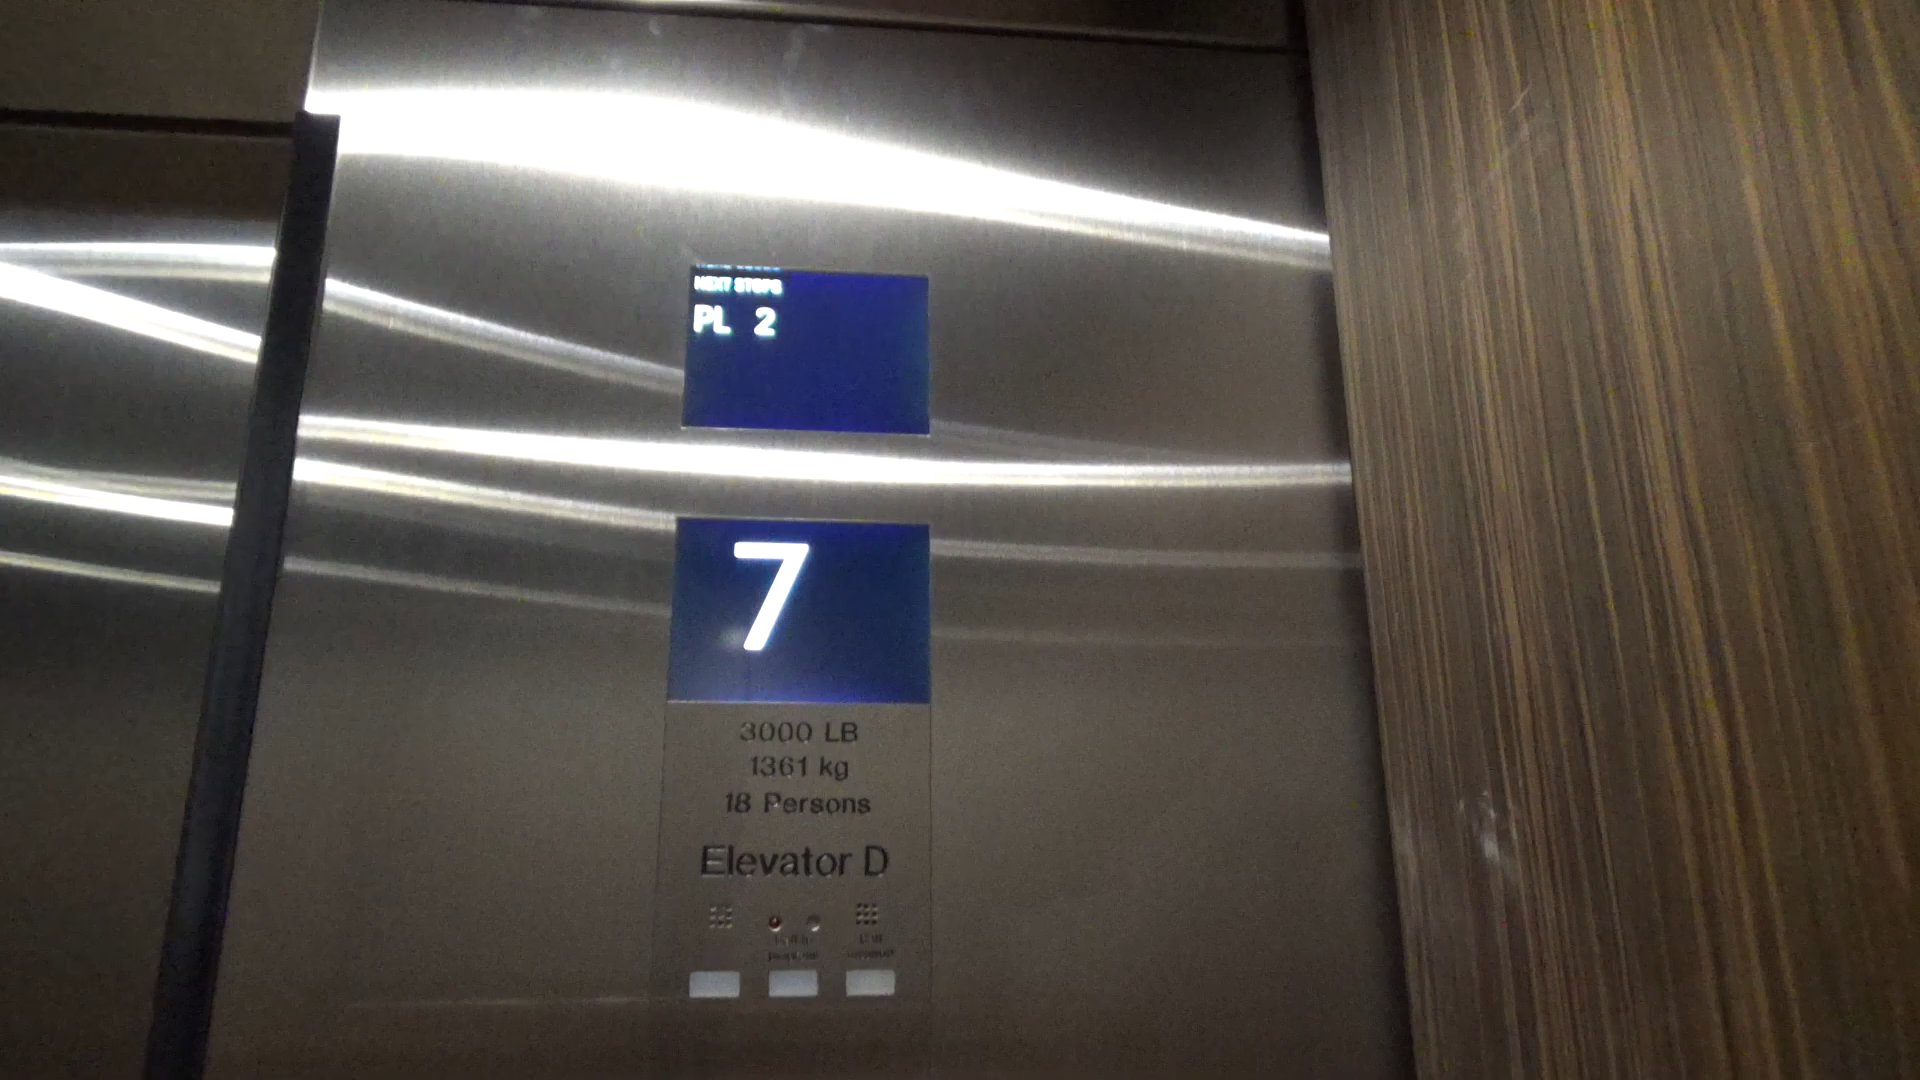 NEXT STOPS
PL 2
7
3000 LB
1361 kg
18 Persons
Elevator D